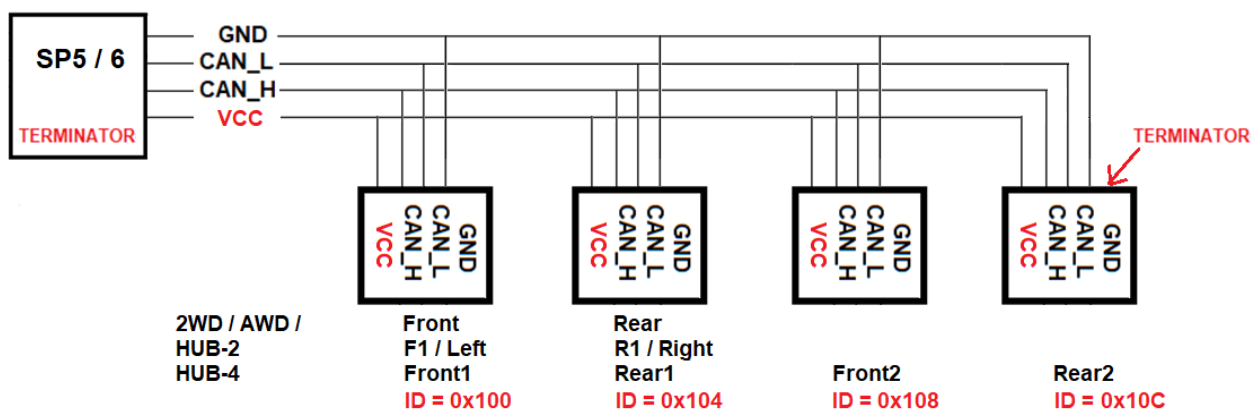 SP5 / 6
TERMINATOR
GND
CAN_L
CAN_H
VCC
TERMINATOR
VCC
CAN_H
CAN_L
GND
VCC
CAN_H
CAN_L
GND
VCC
CAN_H
CAN_L
GND
VCC
CAN_H
CAN_L
GND
2WD / AWD /
HUB-2
HUB-4
Front
F1 / Left
Front1
ID = 0x100
Rear
R1 / Right
Rear1
ID = 0x104
Front2
ID = 0x108
Rear2
ID = 0x10C